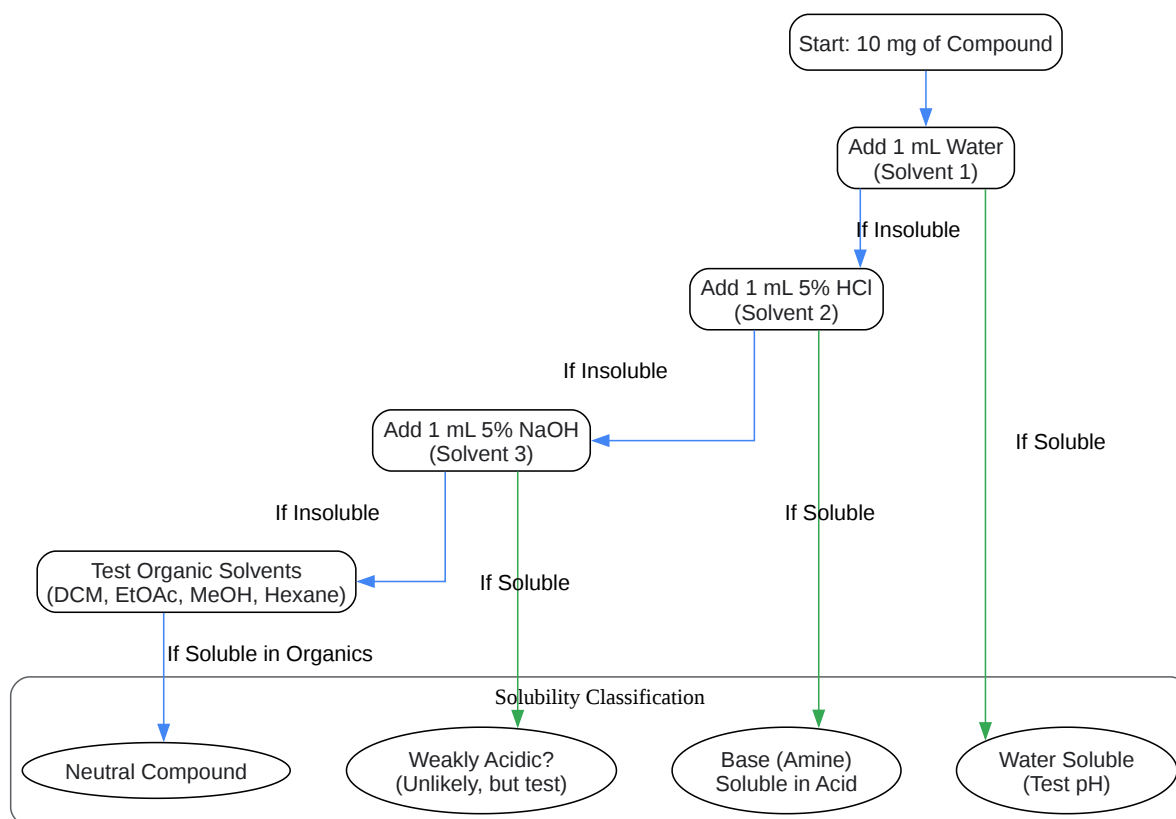 Start: 10 mg of Compound
Add 1 mL Water
(Solvent 1)
If Insoluble
Add 1 mL 5% HCl
(Solvent 2)
If Insoluble
Add 1 mL 5% NaOH
(Solvent 3)
If Soluble
If Insoluble
If Soluble
Test Organic Solvents
(DCM, EtOAc, MeOH, Hexane)
If Soluble
If Soluble in Organics
Solubility Classification
Neutral Compound
Weakly Acidic?
(Unlikely, but test)
Base (Amine)
Soluble in Acid
Water Soluble
(Test pH)